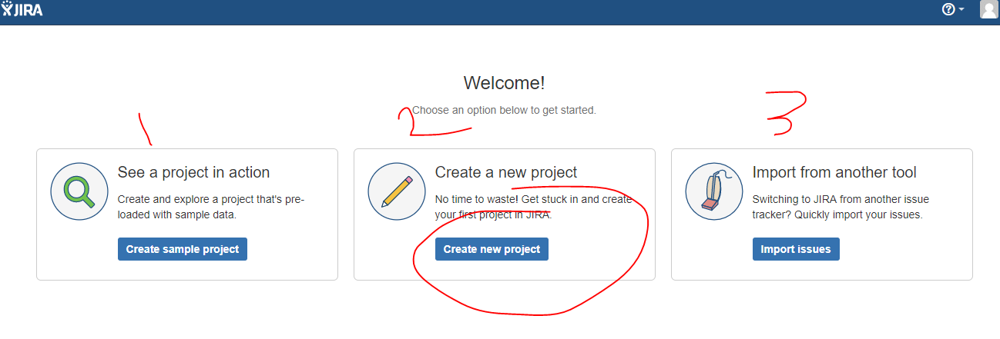 JIRA
Welcome!
Choose an option below to get started.
1
2
3
See a project in action
Create and explore a project that's pre-
loaded with sample data.
Create sample project
Create a new project
No time to waste! Get stuck in and create
your first project in JIRA.
Create new project
Import from another tool
Switching to JIRA from another issue
tracker? Quickly import your issues.
Import issues